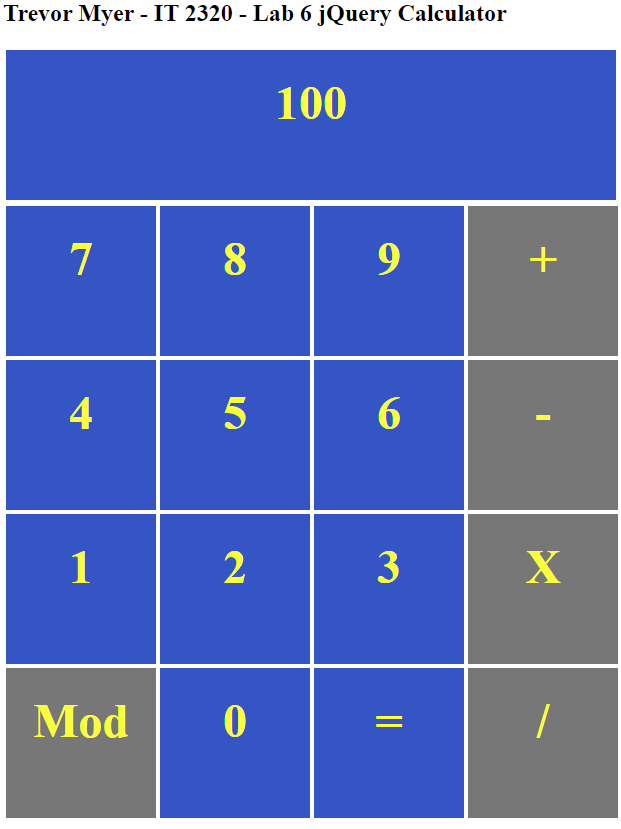 Trevor Myer - IT 2320 - Lab 6 jQuery Calculator
100
7 8 9 +
4 5 6 -
1 2 3 X
Mod 0 = /